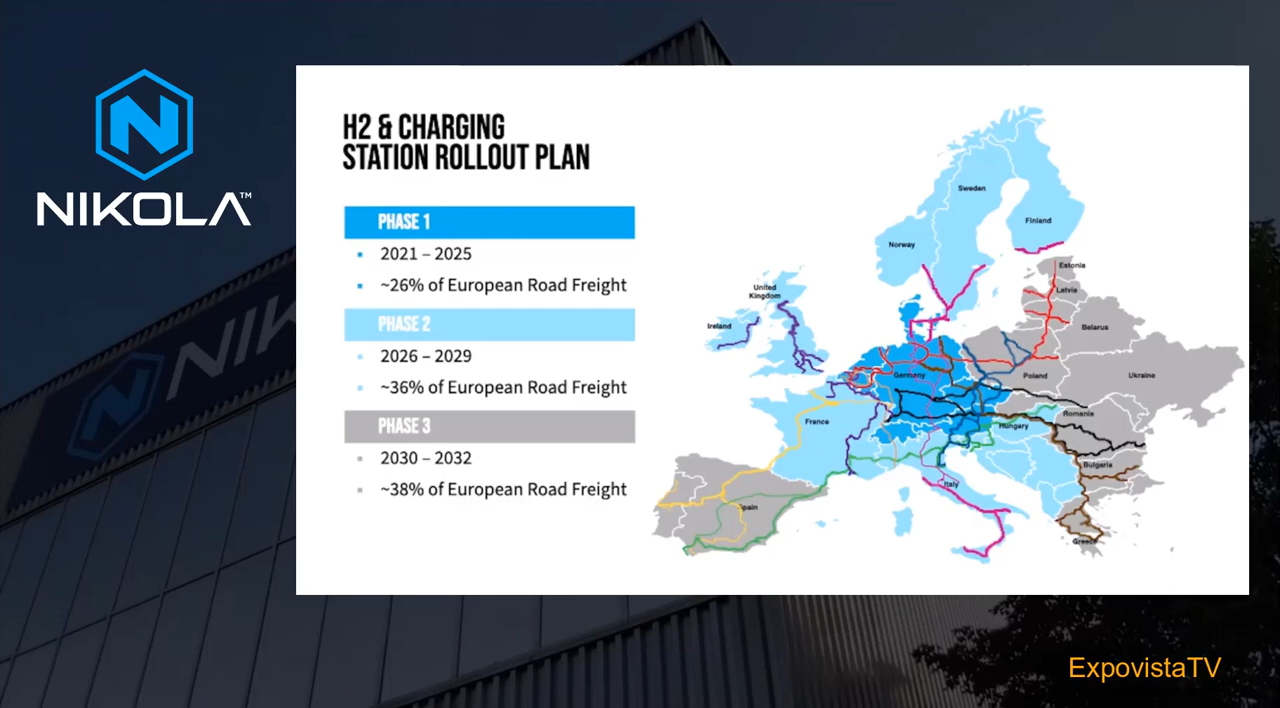 NIKOLA™
H2 & CHARGING
STATION ROLLOUT PLAN
PHASE 1
2021 – 2025
~26% of European Road Freight
PHASE 2
2026 – 2029
~36% of European Road Freight
PHASE 3
2030 – 2032
~38% of European Road Freight
Sweden
Finland
Norway
Estonia
Latvia
United
Kingdom
Ireland
Belarus
Germany
Poland
Ukraine
France
Romania
Hungary
Bulgaria
Italy
Spain
Greece
NIK
ExpovistaTV